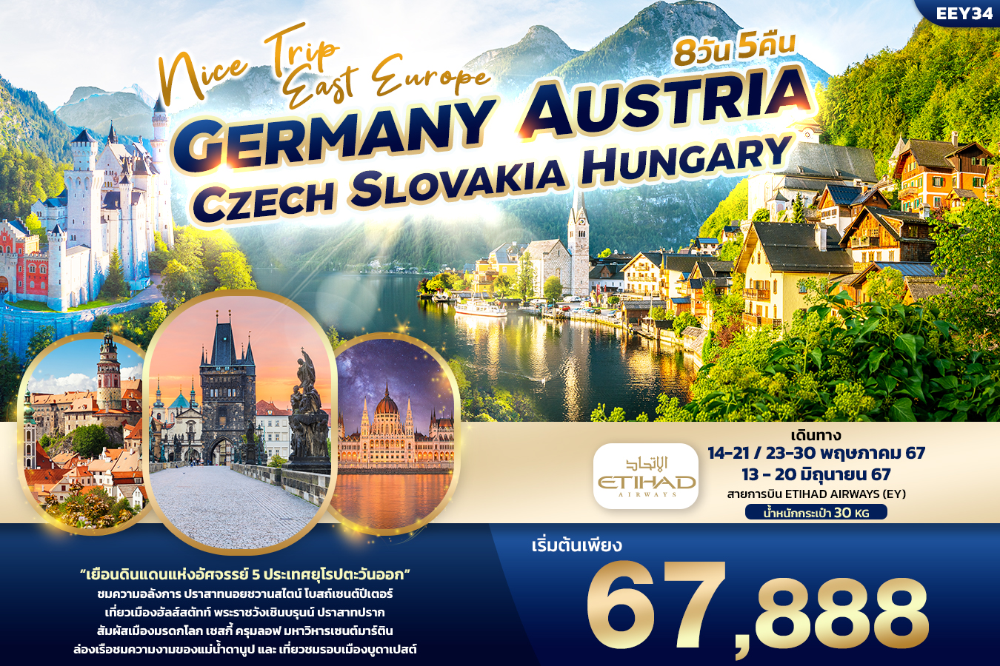 EEY34
Nice Trip
East Europe
8วัน 5คืน
GERMANY AUSTRIA
CZECH SLOVAKIA HUNGARY
الإتحاد
ETIHAD
AIRWAYS
เดินทาง
14-21 / 23-30 พฤษภาคม 67
13 - 20 มิถุนายน 67
สายการบิน ETIHAD AIRWAYS (EY)
น้ำหนักกระเป๋า 30 KG
เริ่มต้นเพียง
67,888
“เยือนดินแดนแห่งอัศจรรย์ 5 ประเทศยุโรปตะวันออก”
ชมความอลังการ ปราสาทนอยชวานสไตน์ โบสถ์เซนต์ปีเตอร์
เที่ยวเมืองฮัลส์สตัทท์ พระราชวังเชินบรุนน์ ปราสาทปราก
สัมผัสเมืองมรดกโลก เชสกี้ ครุมลอฟ มหาวิหารเซนต์มาร์ติน
ล่องเรือชมความงามของแม่น้ำดานูป และ เที่ยวชมรอบเมืองบูดาเปสต์